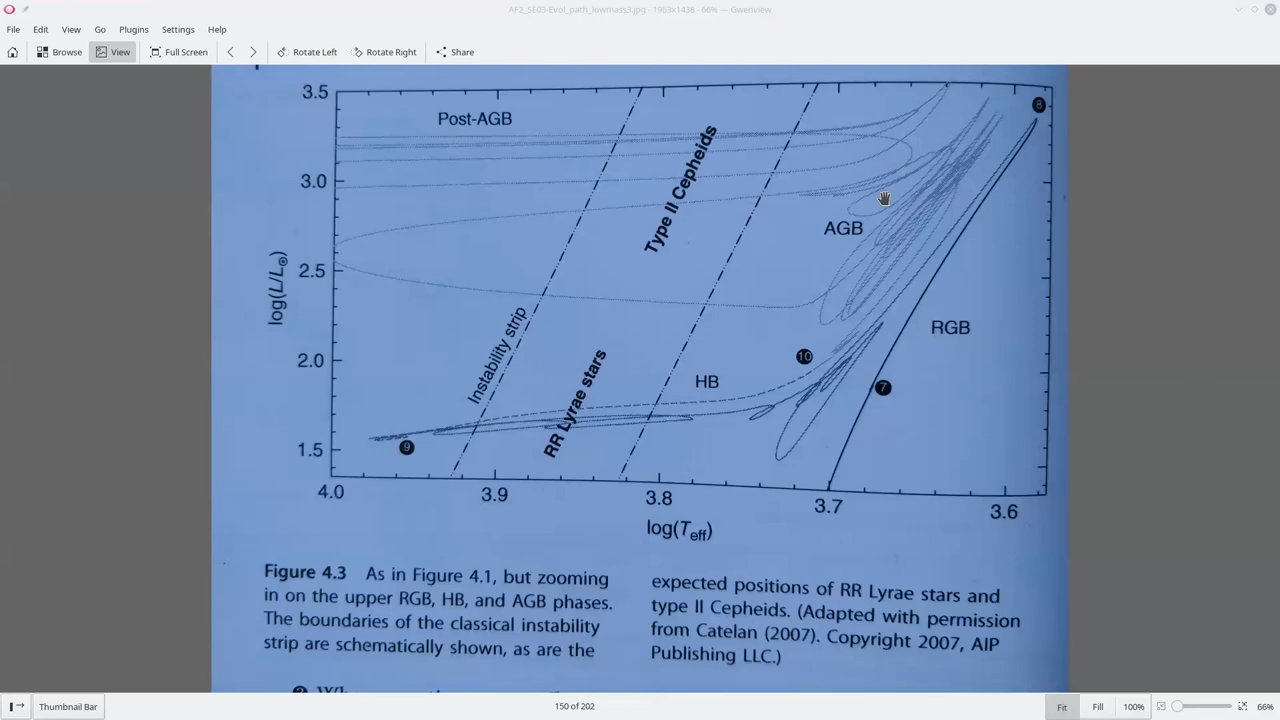 AF2_SE03-Evol_path_lowmass3.jpg - 1963x1438 - 66% — Gwenview
File Edit View Go Plugins Settings Help
Browse View Full Screen Rotate Left Rotate Right Share
3.5
Post-AGB
8
3.0
Type II Cepheids
AGB
log(L/L⊙)
2.5
Instability strip
RGB
2.0
RR Lyrae stars
10
HB
7
1.5
9
4.0 3.9 3.8 3.7 3.6
log(Teff)
Figure 4.3 As in Figure 4.1, but zooming
in on the upper RGB, HB, and AGB phases.
The boundaries of the classical instability
strip are schematically shown, as are the
expected positions of RR Lyrae stars and
type II Cepheids. (Adapted with permission
from Catelan (2007). Copyright 2007, AIP
Publishing LLC.)
Thumbnail Bar 150 of 202 Fit Fill 100% 66%